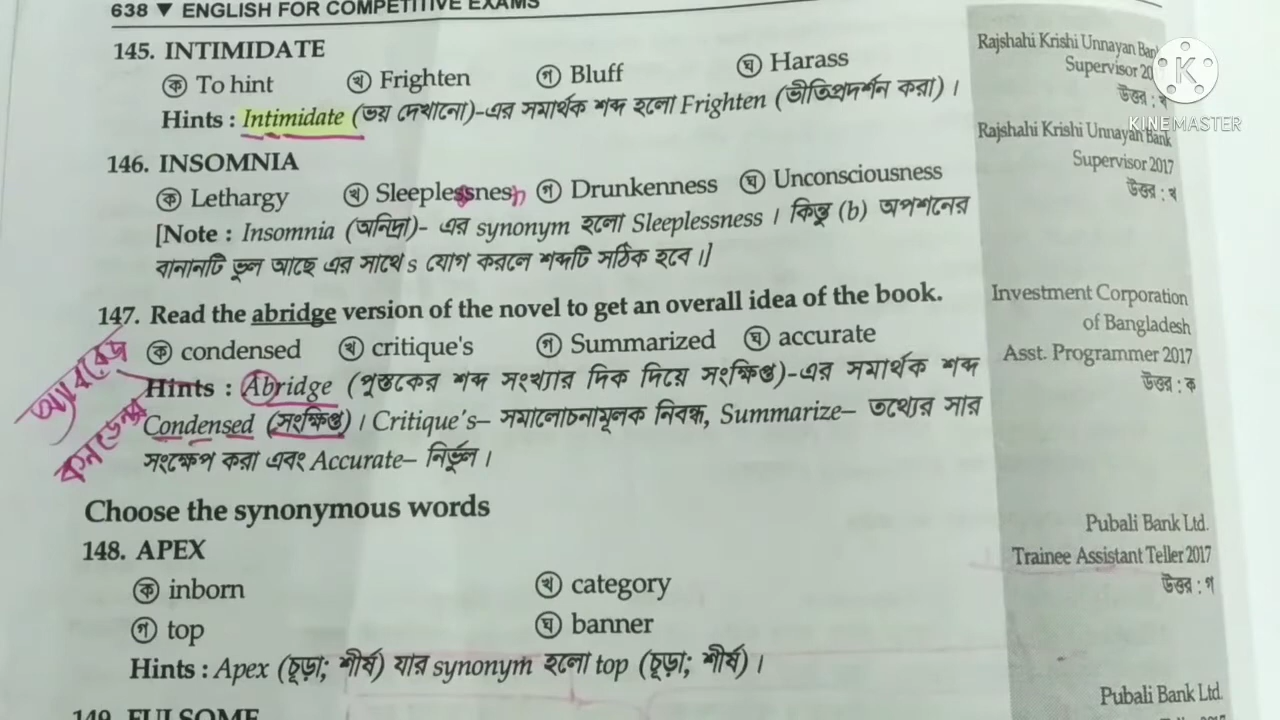 638 ▼ ENGLISH FOR COMPETITIVE EXAMS
145. INTIMIDATE
ক To hint খ Frighten গ Bluff ঘ Harass
Hints : Intimidate (ভয় দেখানো)-এর সমার্থক শব্দ হলো Frighten (ভীতিপ্রদর্শন করা)।
Rajshahi Krishi Unnayan Bank
Supervisor
উত্তর : খ
K
KINEMASTER
146. INSOMNIA
ক Lethargy খ Sleeplessnes গ Drunkenness ঘ Unconsciousness
[Note : Insomnia (অনিদ্রা)- এর synonym হলো Sleeplessness । কিন্তু (b) অপশনের
বানানটি ভুল আছে এর সাথে s যোগ করলে শব্দটি সঠিক হবে।]
Rajshahi Krishi Unnayan Bank
Supervisor 2017
উত্তর : খ
147. Read the abridge version of the novel to get an overall idea of the book.
ক condensed খ critique's গ Summarized ঘ accurate
Hints : Abridge (পুস্তকের শব্দ সংখ্যার দিক দিয়ে সংক্ষিপ্ত)-এর সমার্থক শব্দ
Condensed (সংক্ষিপ্ত)। Critique's– সমালোচনামূলক নিবন্ধ, Summarize– তথ্যের সার
সংক্ষেপ করা এবং Accurate– নির্ভুল।
Investment Corporation
of Bangladesh
Asst. Programmer 2017
উত্তর : ক
Choose the synonymous words
148. APEX
ক inborn খ category
গ top ঘ banner
Hints : Apex (চূড়া; শীর্ষ) যার synonym হলো top (চূড়া; শীর্ষ)।
Pubali Bank Ltd.
Trainee Assistant Teller 2017
উত্তর : গ
149. FULSOME
Pubali Bank Ltd.